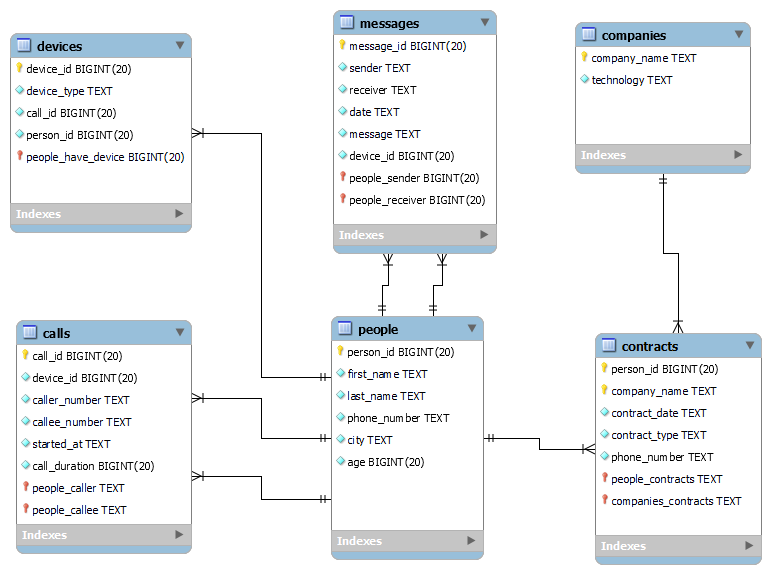 devices
device_id BIGINT(20)
device_type TEXT
call_id BIGINT(20)
person_id BIGINT(20)
people_have_device BIGINT(20)
Indexes
messages
message_id BIGINT(20)
sender TEXT
receiver TEXT
date TEXT
message TEXT
device_id BIGINT(20)
people_sender BIGINT(20)
people_receiver BIGINT(20)
Indexes
companies
company_name TEXT
technology TEXT
Indexes
calls
call_id BIGINT(20)
device_id BIGINT(20)
caller_number TEXT
callee_number TEXT
started_at TEXT
call_duration BIGINT(20)
people_caller TEXT
people_callee TEXT
Indexes
people
person_id BIGINT(20)
first_name TEXT
last_name TEXT
phone_number TEXT
city TEXT
age BIGINT(20)
Indexes
contracts
person_id BIGINT(20)
company_name TEXT
contract_date TEXT
contract_type TEXT
phone_number TEXT
people_contracts TEXT
companies_contracts TEXT
Indexes